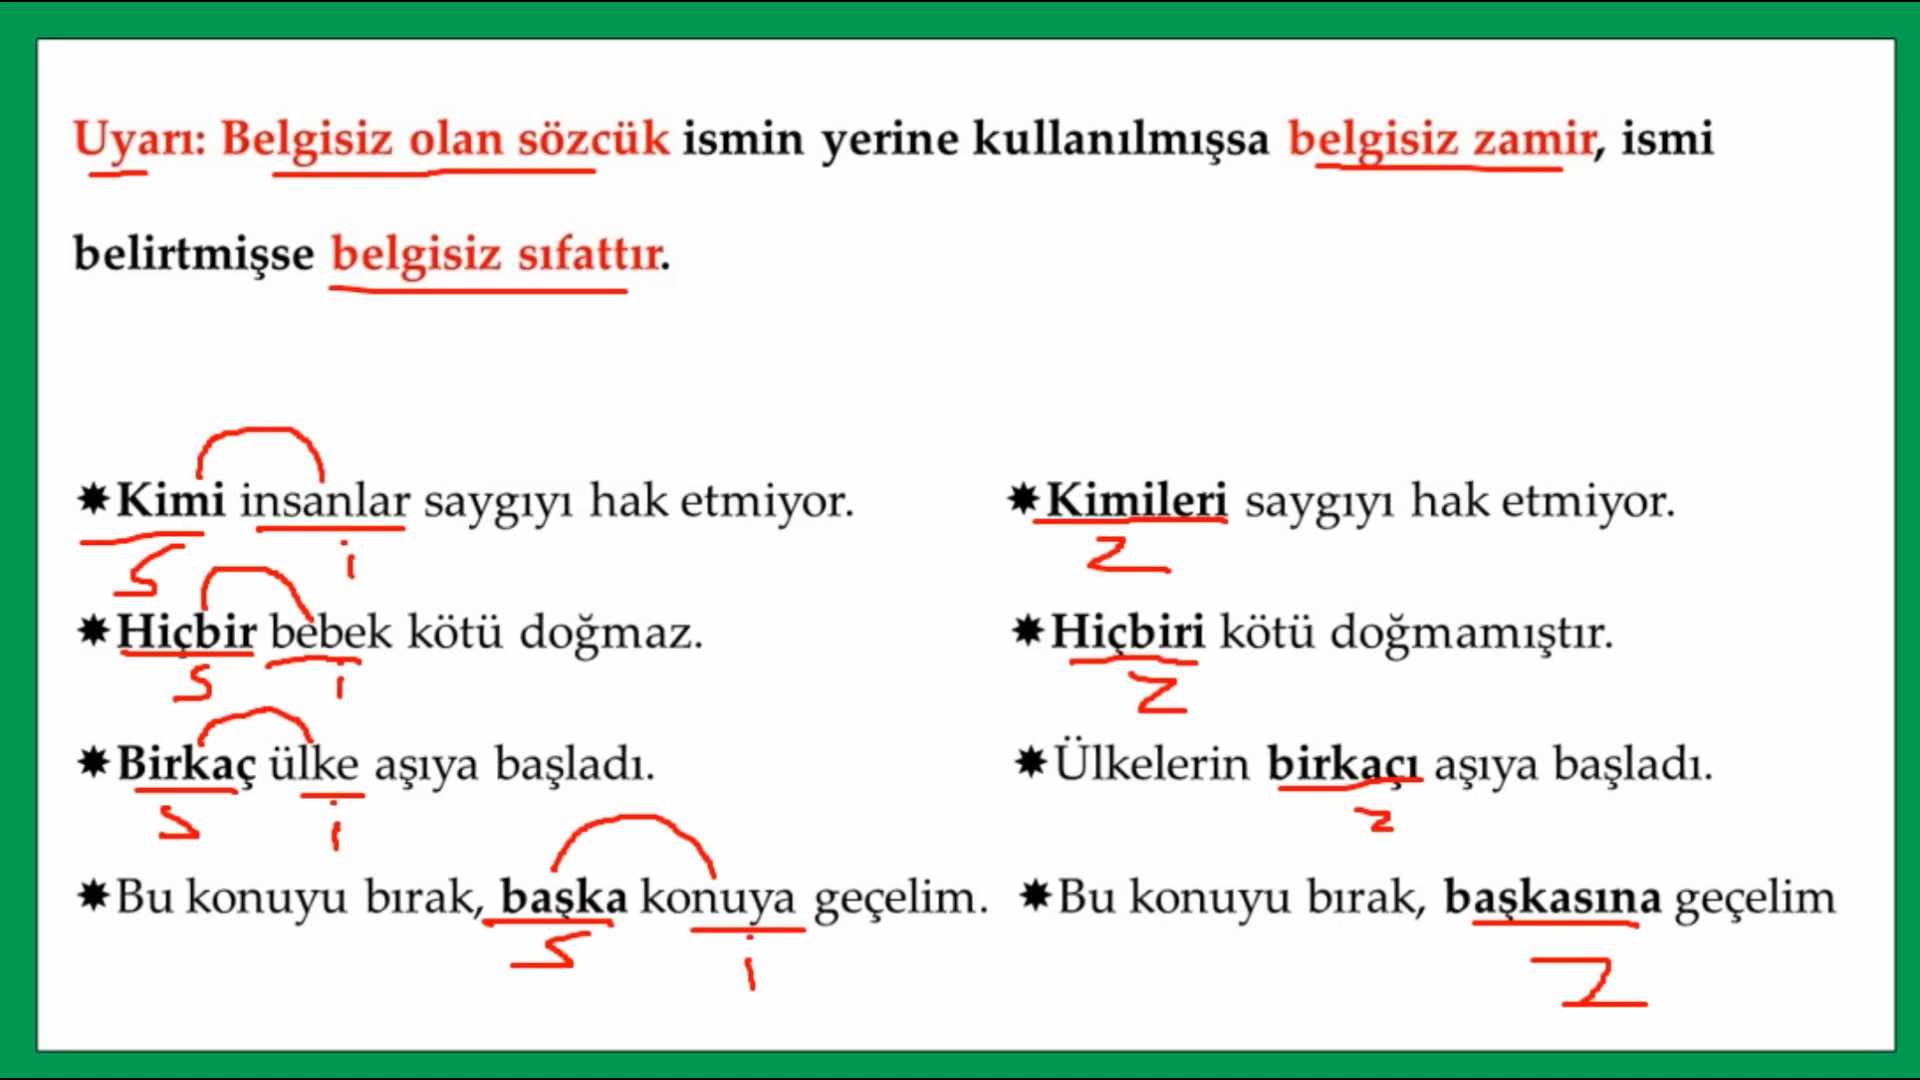 Uyarı: Belgisiz olan sözcük ismin yerine kullanılmışsa belgisiz zamir, ismi
belirtmişse belgisiz sıfattır.
✷Kimi insanlar saygıyı hak etmiyor.
S i
✷Hiçbir bebek kötü doğmaz.
S i
✷Birkaç ülke aşıya başladı.
S i
✷Bu konuyu bırak, başka konuya geçelim.
S i
✷Kimileri saygıyı hak etmiyor.
Z
✷Hiçbiri kötü doğmamıştır.
Z
✷Ülkelerin birkaçı aşıya başladı.
Z
✷Bu konuyu bırak, başkasına geçelim
Z